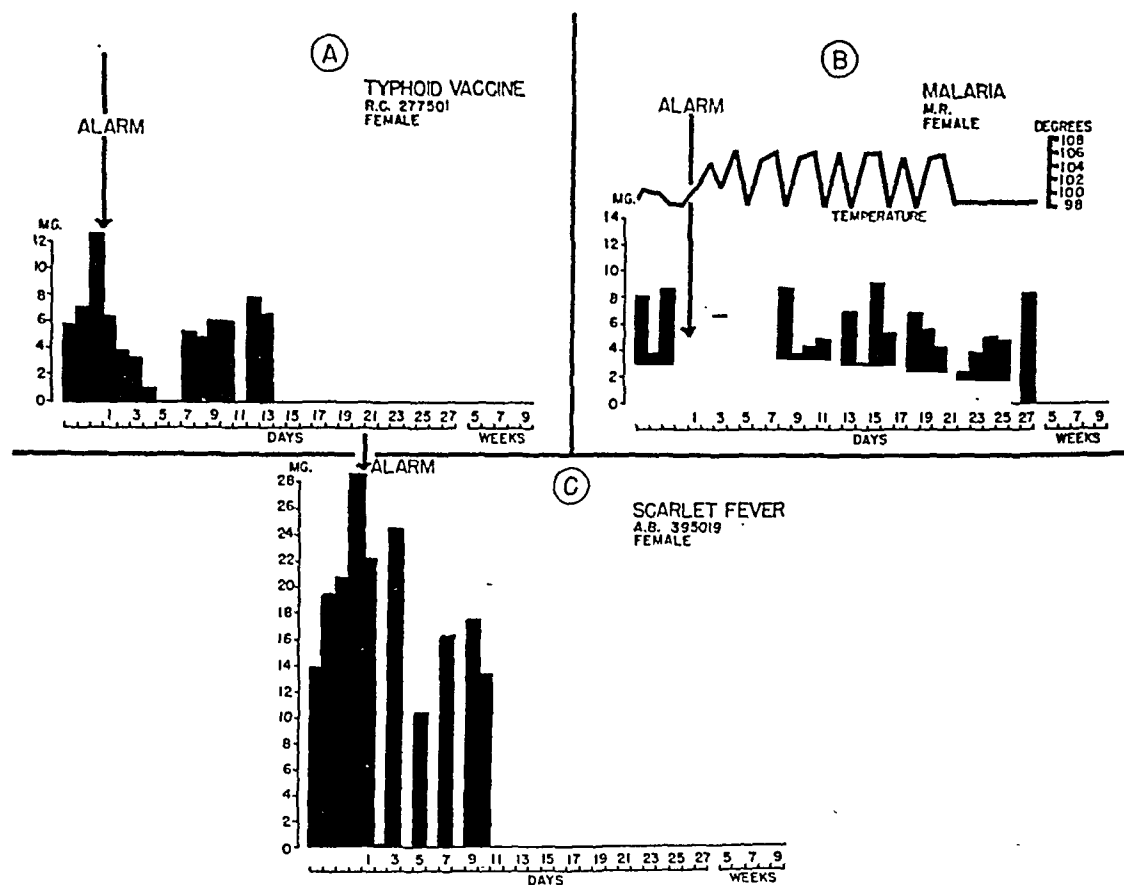 A
TYPHOID VACCINE
R.C. 277501
FEMALE
ALARM
MG.
12
10
8
6
4
2
0
1 3 5 7 9 11 13 15 17 19 21 23 25 27 5 7 9
DAYS WEEKS
B
MALARIA
M.R.
FEMALE
ALARM
DEGREES
108
106
104
102
100
98
TEMPERATURE
MG.
14
12
10
8
6
4
2
0
1 3 5 7 9 11 13 15 17 19 21 23 25 27 5 7 9
DAYS WEEKS
C
SCARLET FEVER
A.B. 395019
FEMALE
ALARM
MG.
28
26
24
22
20
18
16
14
12
10
8
6
4
2
0
1 3 5 7 9 11 13 15 17 19 21 23 25 27 5 7 9
DAYS WEEKS